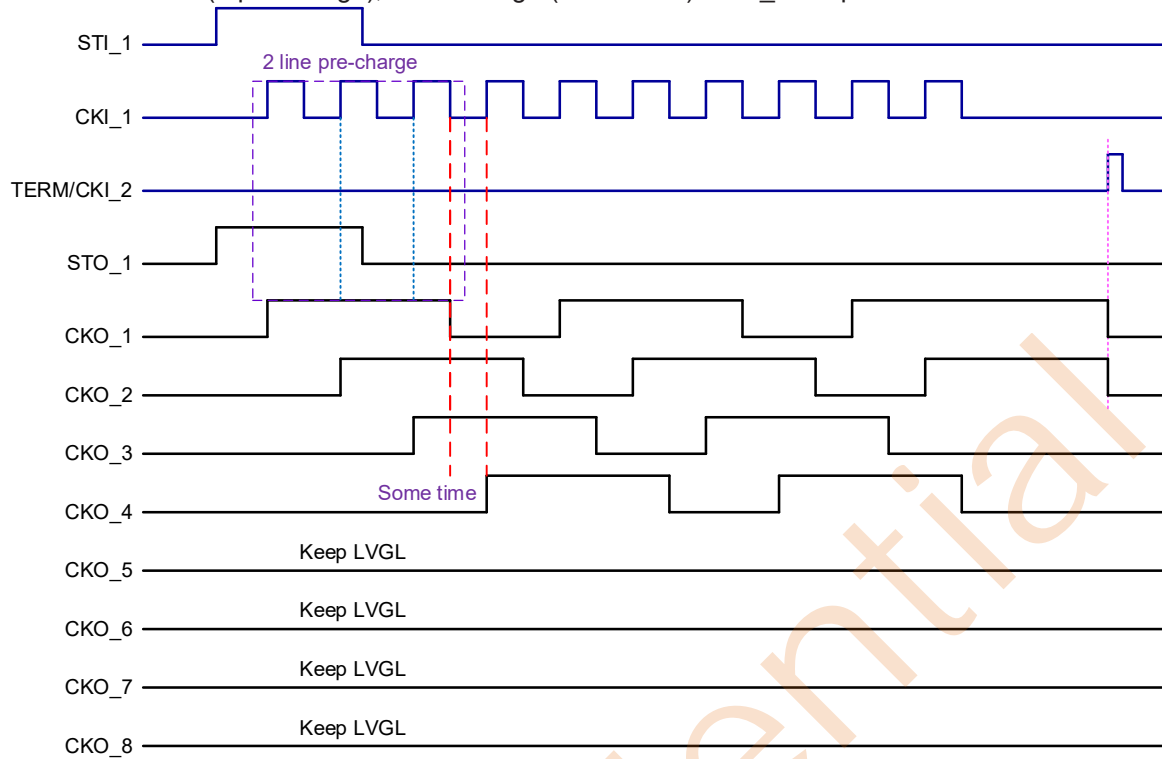 STI_1
2 line pre-charge
CKI_1
TERM/CKI_2
STO_1
CKO_1
CKO_2
CKO_3
Some time
CKO_4
Keep LVGL
CKO_5
Keep LVGL
CKO_6
Keep LVGL
CKO_7
Keep LVGL
CKO_8
dential